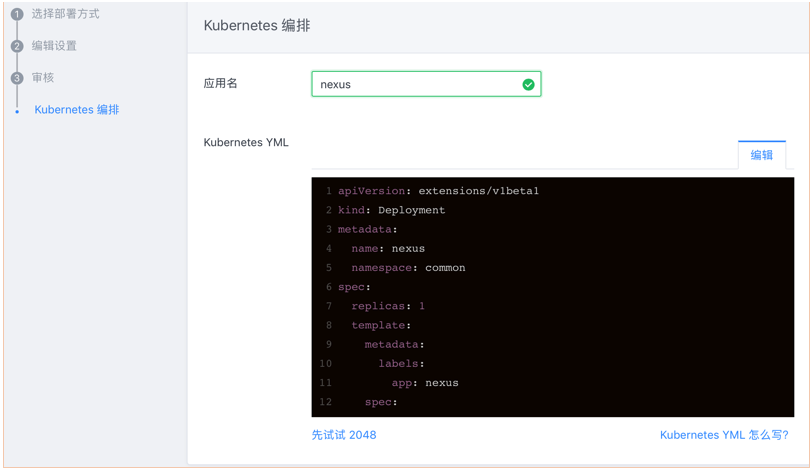 1 选择部署方式
2 编辑设置
3 审核
Kubernetes 编排
Kubernetes 编排
应用名
nexus
Kubernetes YML
编辑
1 apiVersion: extensions/v1beta1
2 kind: Deployment
3 metadata:
4   name: nexus
5   namespace: common
6 spec:
7   replicas: 1
8   template:
9     metadata:
10       labels:
11         app: nexus
12     spec:
先试试 2048
Kubernetes YML 怎么写?